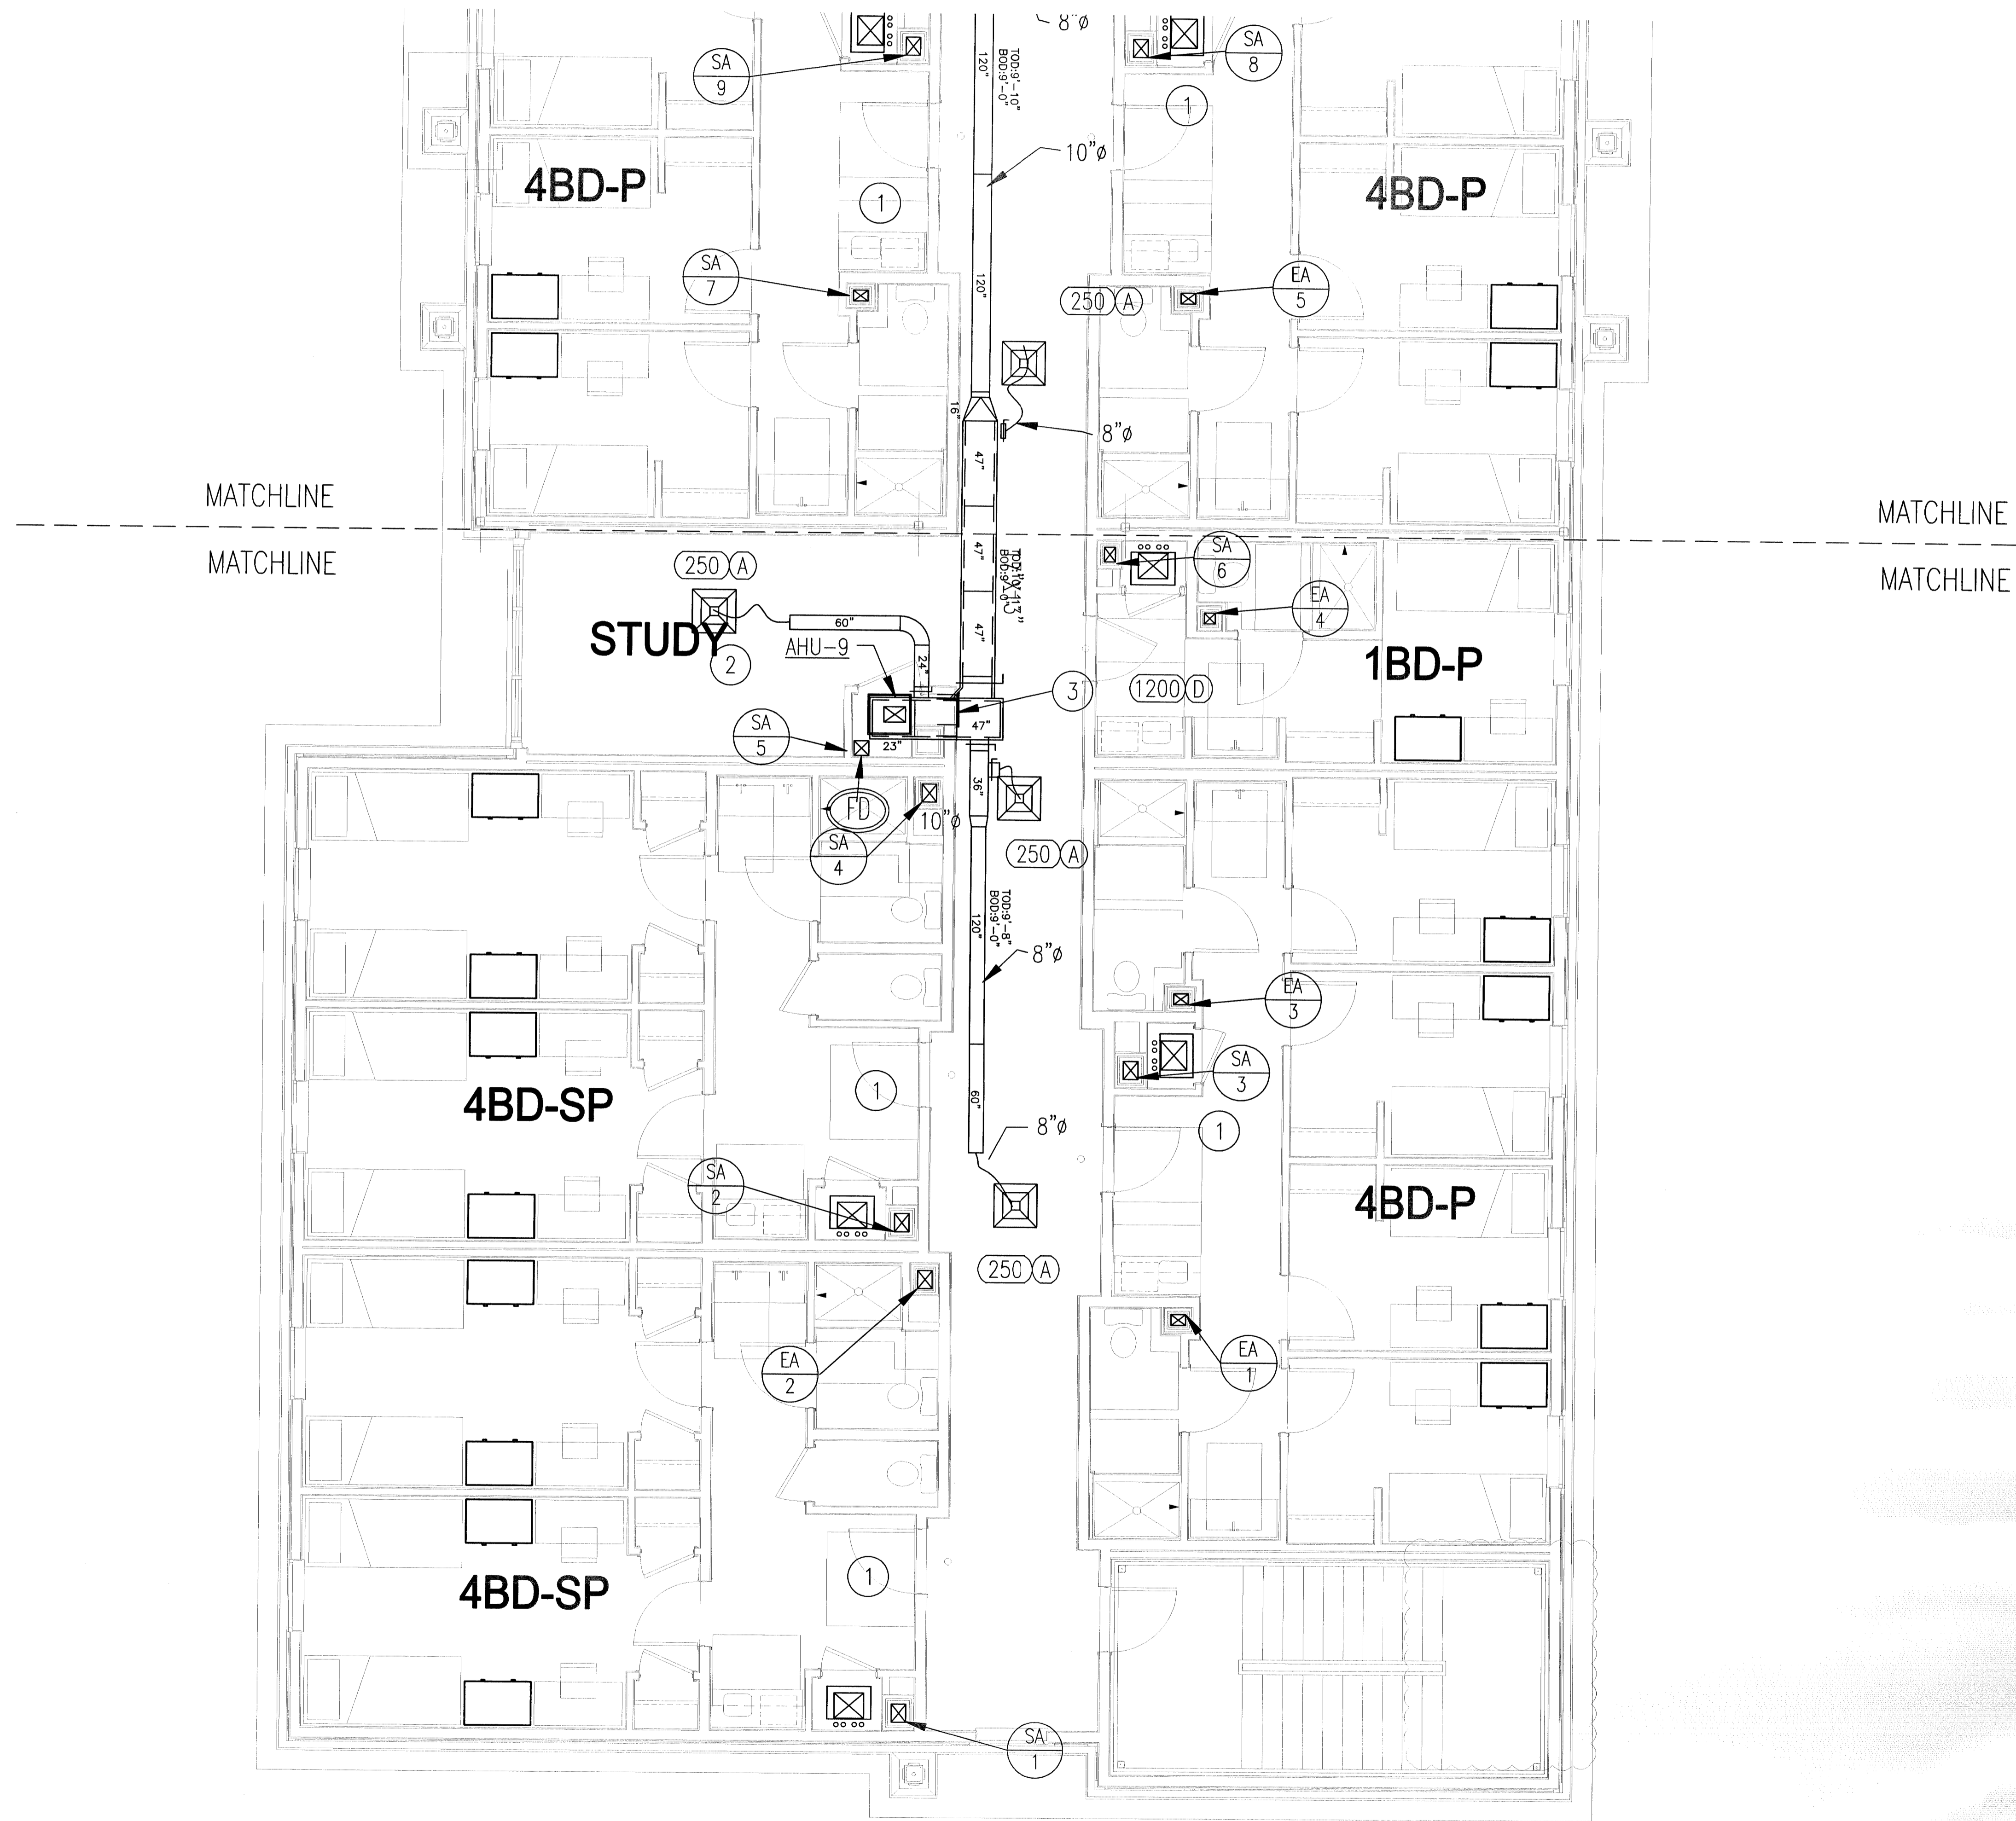 8"ø
SA
9
SA
8
120"
TOD:9'-10"
BOD:9'-0"
1
10"ø
4BD-P
4BD-P
1
SA
7
120"
250 A
EA
5
16"
8"ø
47"
MATCHLINE
MATCHLINE
MATCHLINE
MATCHLINE
250 A
47"
SA
6
EA
4
60"
STUDY
2
AHU-9
47"
24"
1BD-P
3
1200 D
SA
5
47"
23"
36"
FD
10"ø
SA
4
250 A
TOD:9'-8"
BOD:9'-0"
120"
8"ø
EA
3
SA
3
4BD-SP
1
60"
8"ø
1
SA
2
4BD-P
250 A
EA
2
EA
1
4BD-SP
1
SA
1